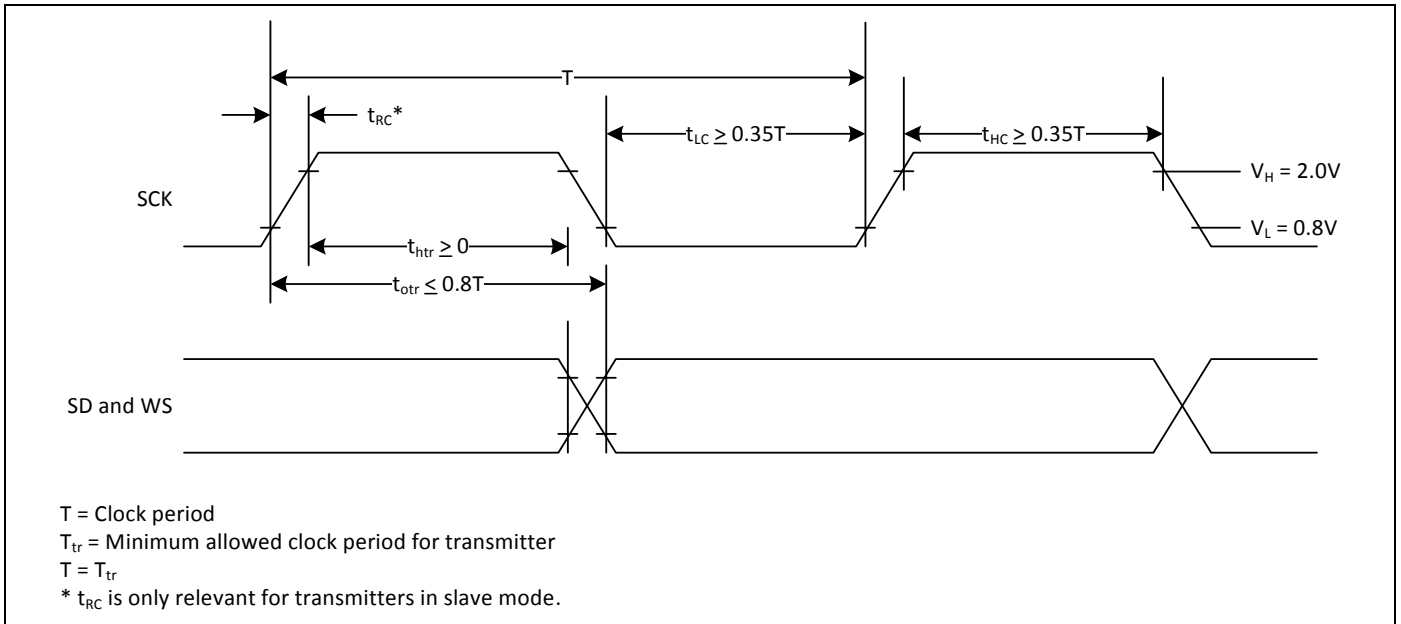 T
tRC*
tLC ≥ 0.35T
tHC ≥ 0.35T
SCK
VH = 2.0V
VL = 0.8V
thtr ≥ 0
totr ≤ 0.8T
SD and WS
T = Clock period
Ttr = Minimum allowed clock period for transmitter
T = Ttr
* tRC is only relevant for transmitters in slave mode.